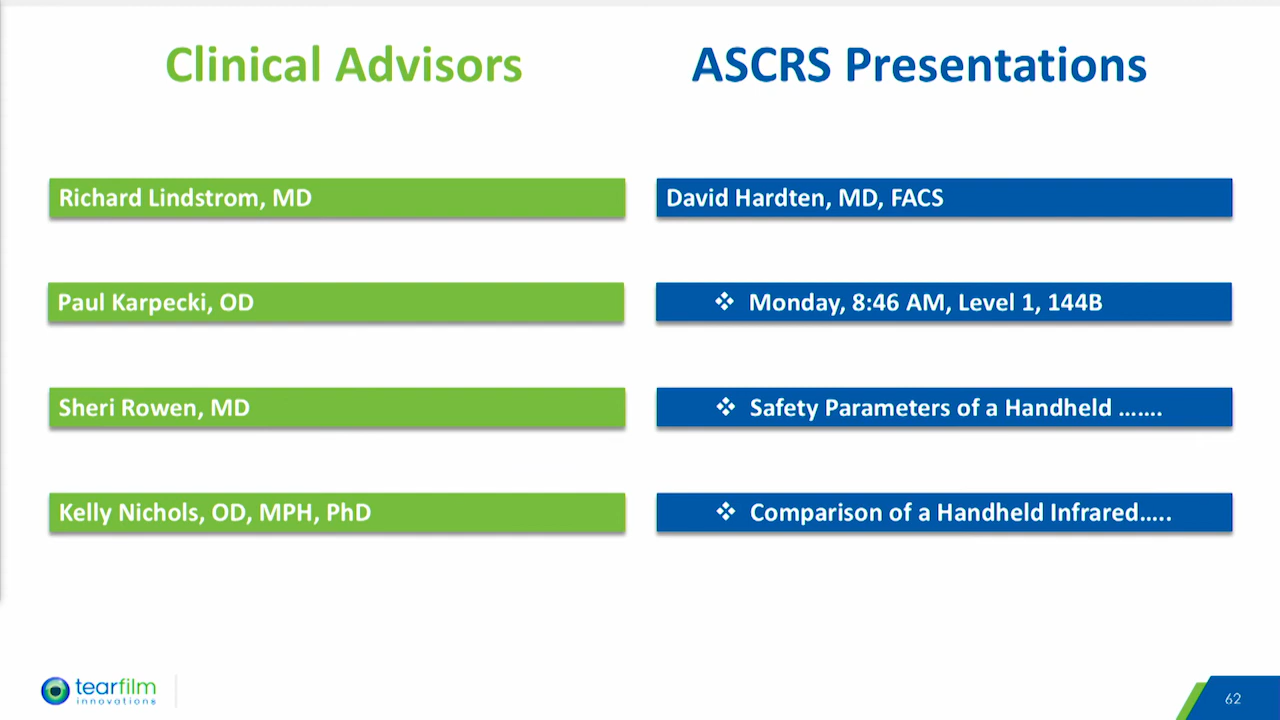 Clinical Advisors
Richard Lindstrom, MD
Paul Karpecki, OD
Sheri Rowen, MD
Kelly Nichols, OD, MPH, PhD
ASCRS Presentations
David Hardten, MD, FACS
❖ Monday, 8:46 AM, Level 1, 144B
❖ Safety Parameters of a Handheld …….
❖ Comparison of a Handheld Infrared…..
tearfilm
innovations
62